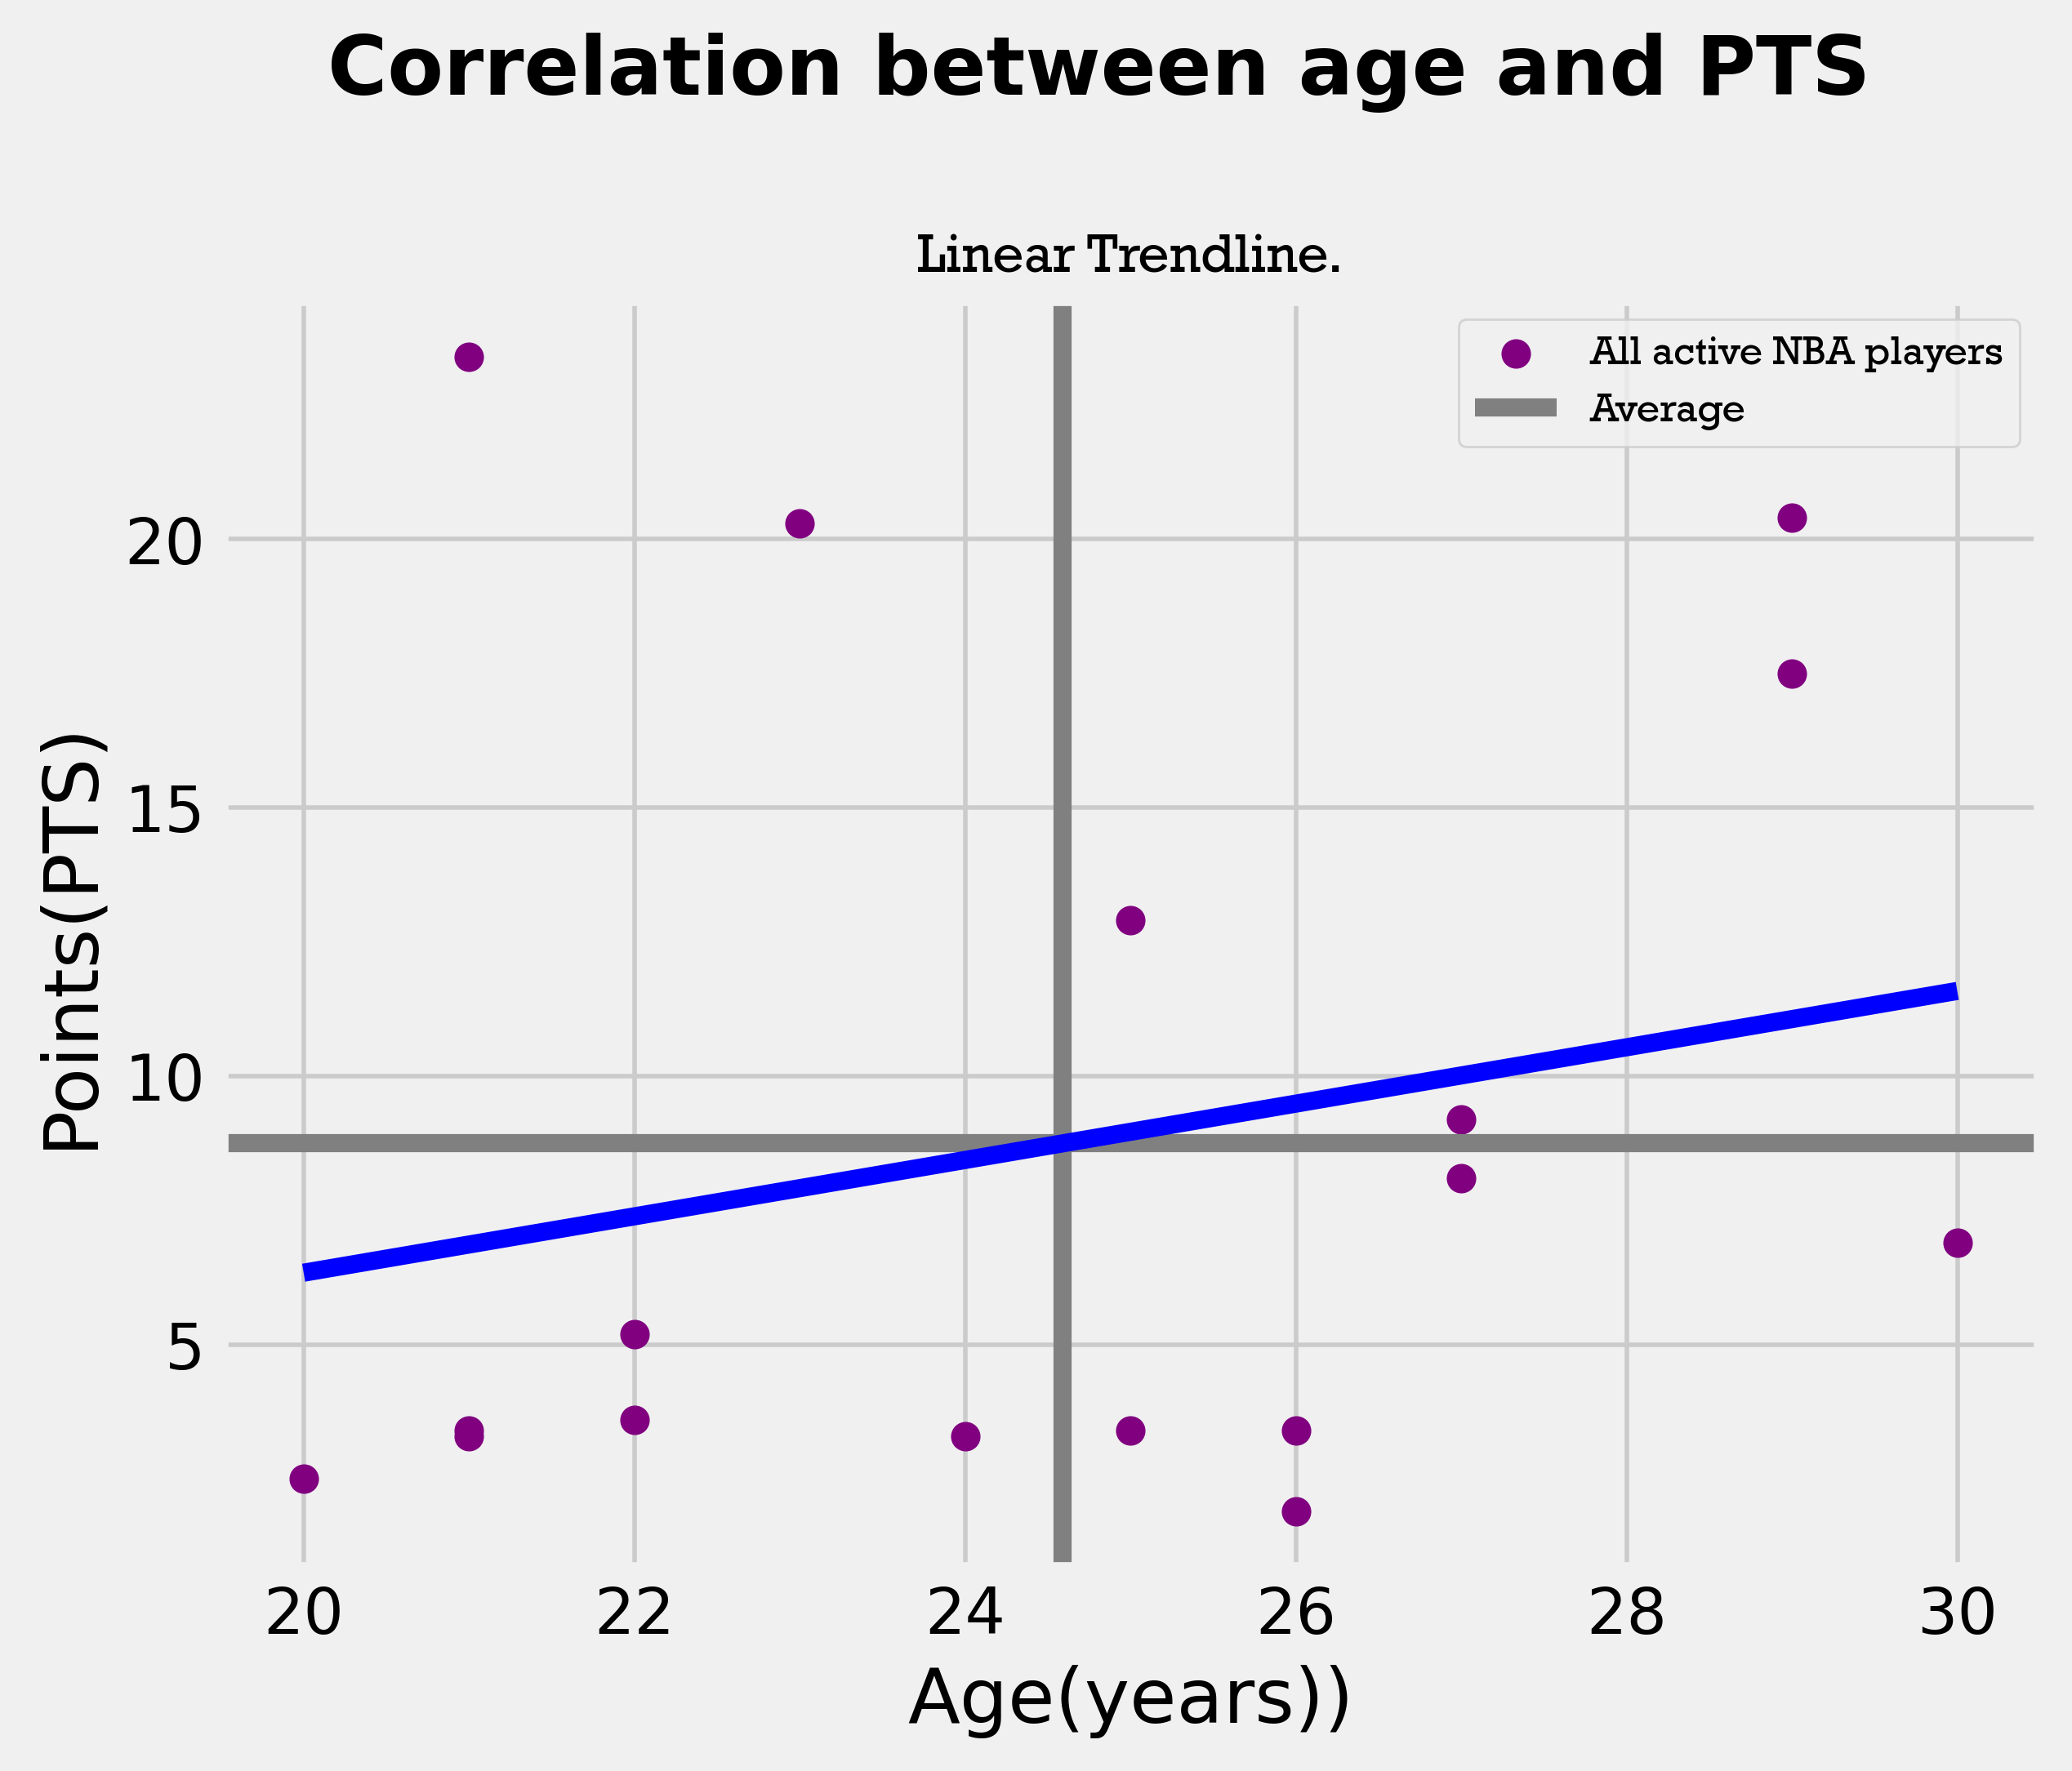 Correlation between age and PTS
Linear Trendline.
All active NBA players
Average
Points(PTS)
20
15
10
5
20 22 24 26 28 30
Age(years))